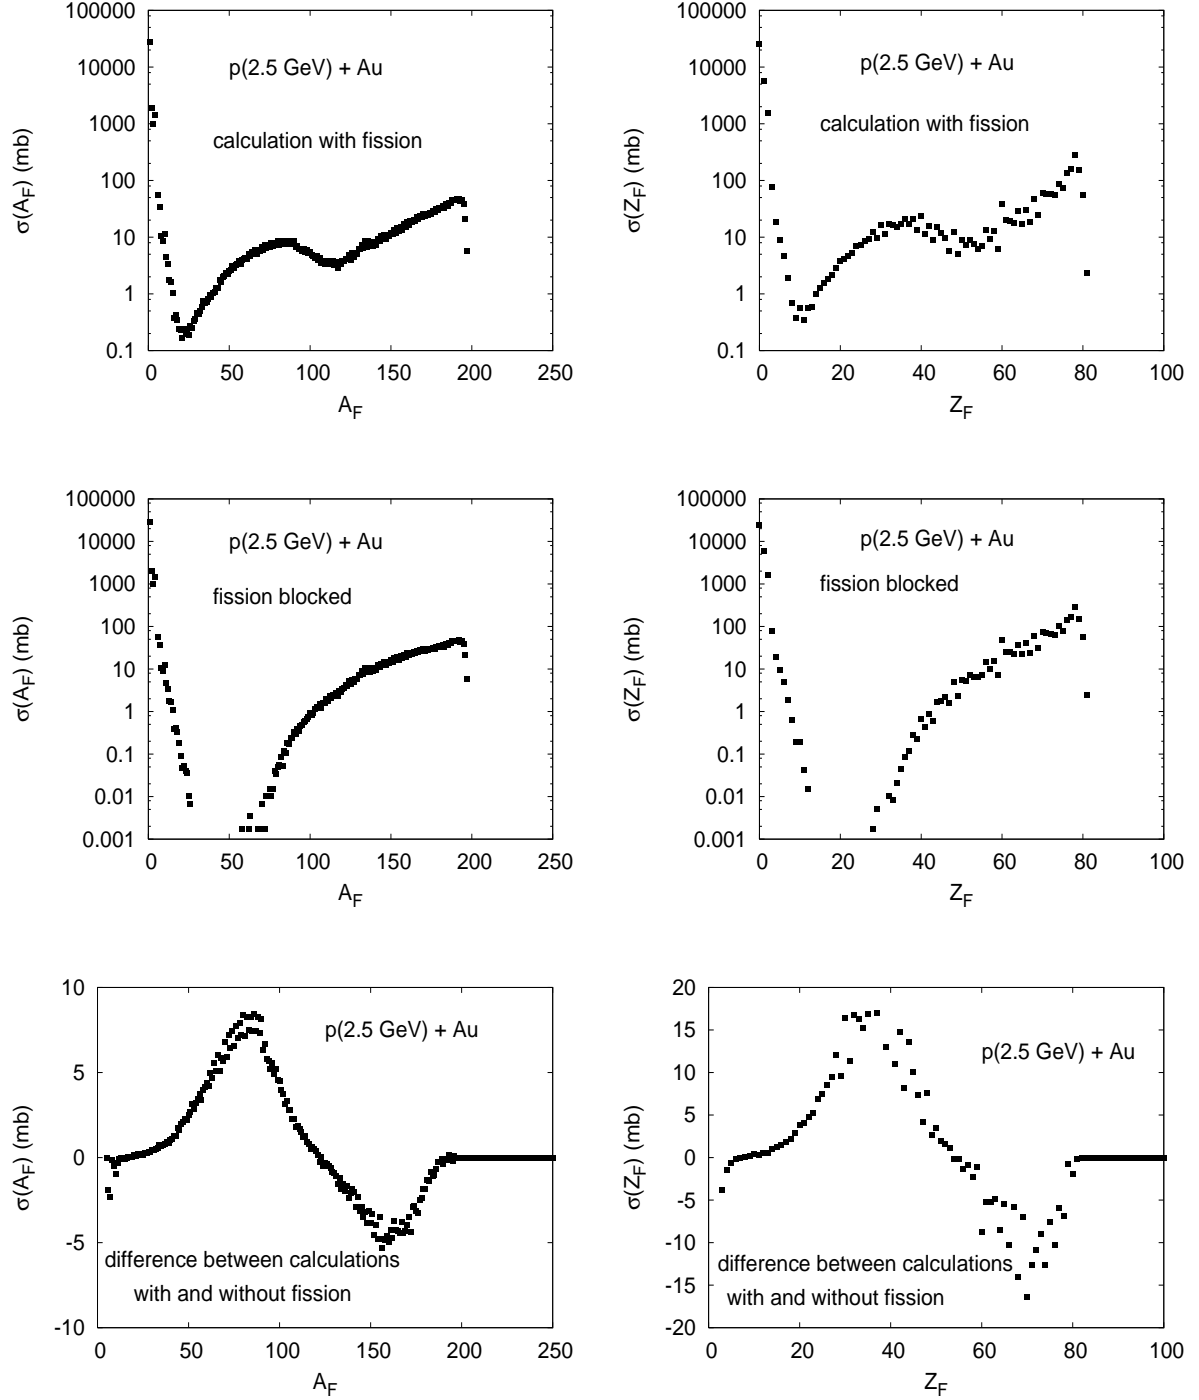 100000
10000
1000
100
10
1
0.1
σ(A_F) (mb)
p(2.5 GeV) + Au
calculation with fission
0 50 100 150 200 250
A_F
100000
10000
1000
100
10
1
0.1
σ(Z_F) (mb)
p(2.5 GeV) + Au
calculation with fission
0 20 40 60 80 100
Z_F
100000
10000
1000
100
10
1
0.1
0.01
0.001
σ(A_F) (mb)
p(2.5 GeV) + Au
fission blocked
0 50 100 150 200 250
A_F
100000
10000
1000
100
10
1
0.1
0.01
0.001
σ(Z_F) (mb)
p(2.5 GeV) + Au
fission blocked
0 20 40 60 80 100
Z_F
10
5
0
-5
-10
σ(A_F) (mb)
p(2.5 GeV) + Au
difference between calculations
with and without fission
0 50 100 150 200 250
A_F
20
15
10
5
0
-5
-10
-15
-20
σ(Z_F) (mb)
p(2.5 GeV) + Au
difference between calculations
with and without fission
0 20 40 60 80 100
Z_F